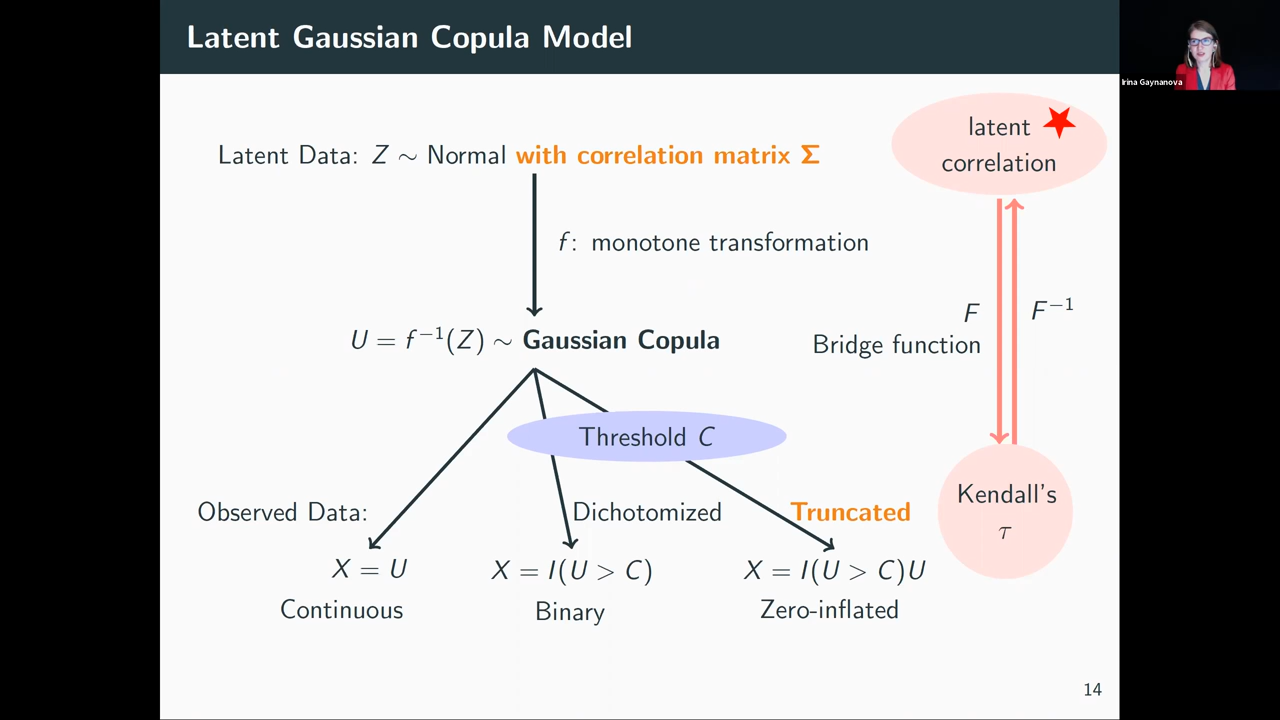 Latent Gaussian Copula Model
Irina Gaynanova
latent
correlation
Latent Data: Z ∼ Normal with correlation matrix Σ
f: monotone transformation
F
F⁻¹
Bridge function
U = f⁻¹(Z) ∼ Gaussian Copula
Threshold C
Kendall's
τ
Observed Data:
Dichotomized
Truncated
X = U
X = I(U > C)
X = I(U > C)U
Continuous
Binary
Zero-inflated
14